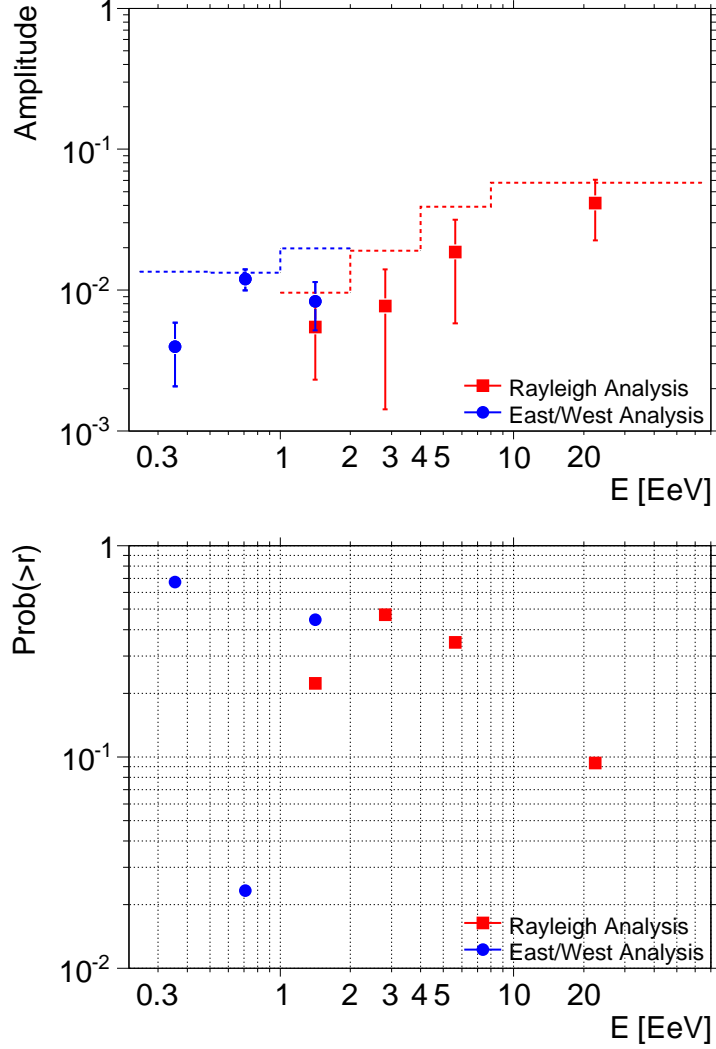 Amplitude
1
10⁻¹
10⁻²
10⁻³
Rayleigh Analysis
East/West Analysis
0.3 1 2 3 4 5 10 20
E [EeV]
Prob(>r)
1
10⁻¹
10⁻²
Rayleigh Analysis
East/West Analysis
0.3 1 2 3 4 5 10 20
E [EeV]